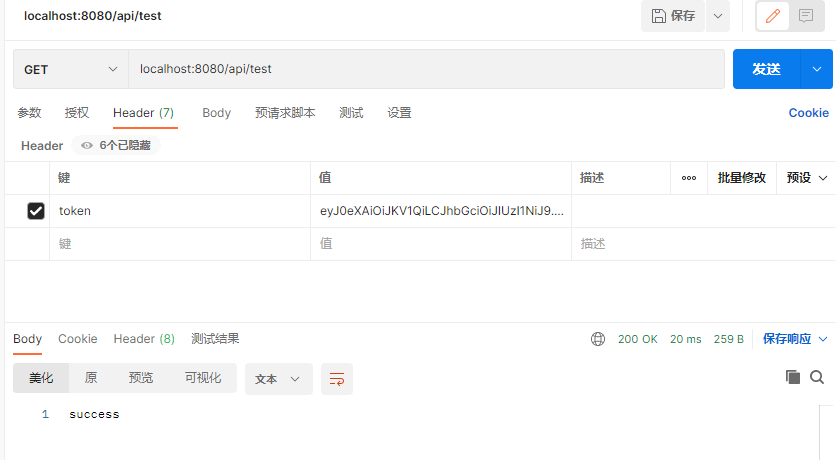 localhost:8080/api/test
保存
GET
localhost:8080/api/test
发送
参数 授权 Header (7) Body 预请求脚本 测试 设置 Cookie
Header 6个已隐藏
键 值 描述 批量修改 预设
token eyJ0eXAiOiJKV1QiLCJhbGciOiJIUzI1NiJ9....
键 值 描述
Body Cookie Header (8) 测试结果 200 OK 20 ms 259 B 保存响应
美化 原 预览 可视化 文本
1 success